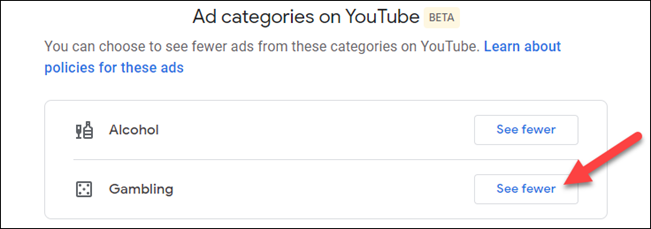 Ad categories on YouTube BETA
You can choose to see fewer ads from these categories on YouTube. Learn about
policies for these ads
Alcohol See fewer
Gambling See fewer